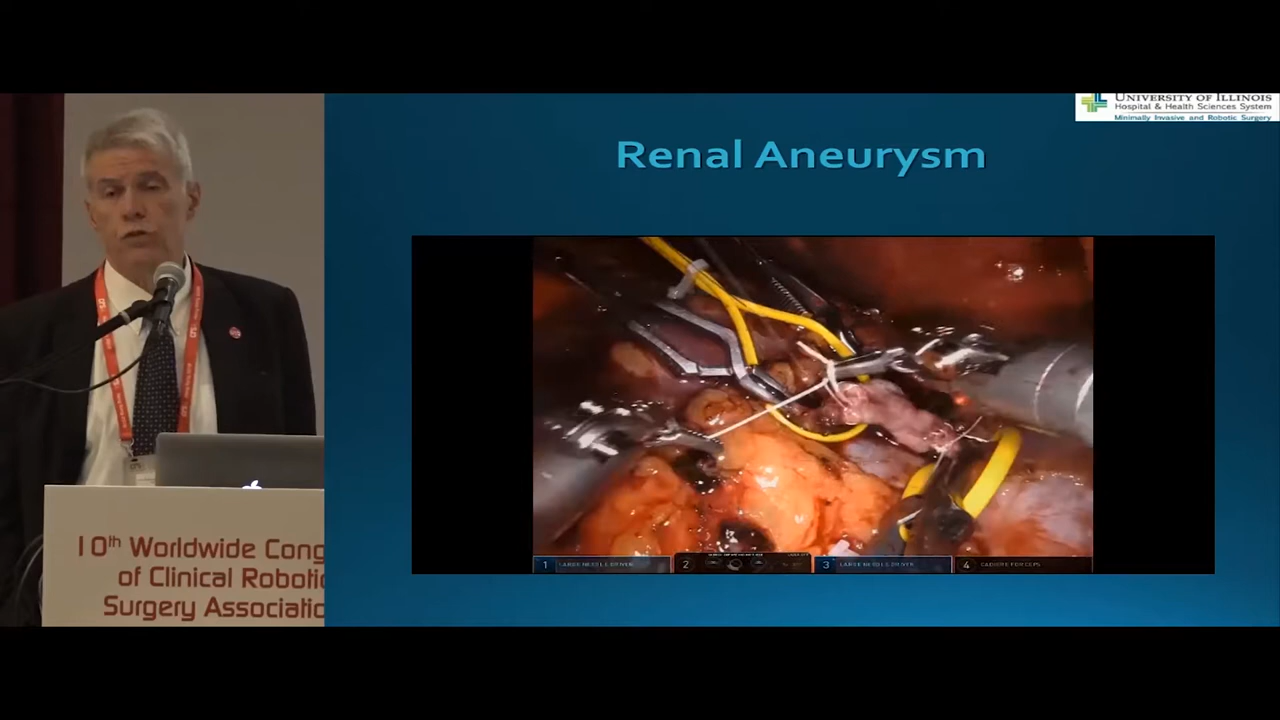 UNIVERSITY OF ILLINOIS
Hospital & Health Sciences System
Minimally Invasive and Robotic Surgery
Renal Aneurysm
10th Worldwide Cong
of Clinical Robotic
Surgery Associatio
1 LARGE NEEDLE DRIVER
2
3 LARGE NEEDLE DRIVER
4 CADIERE FORCEPS